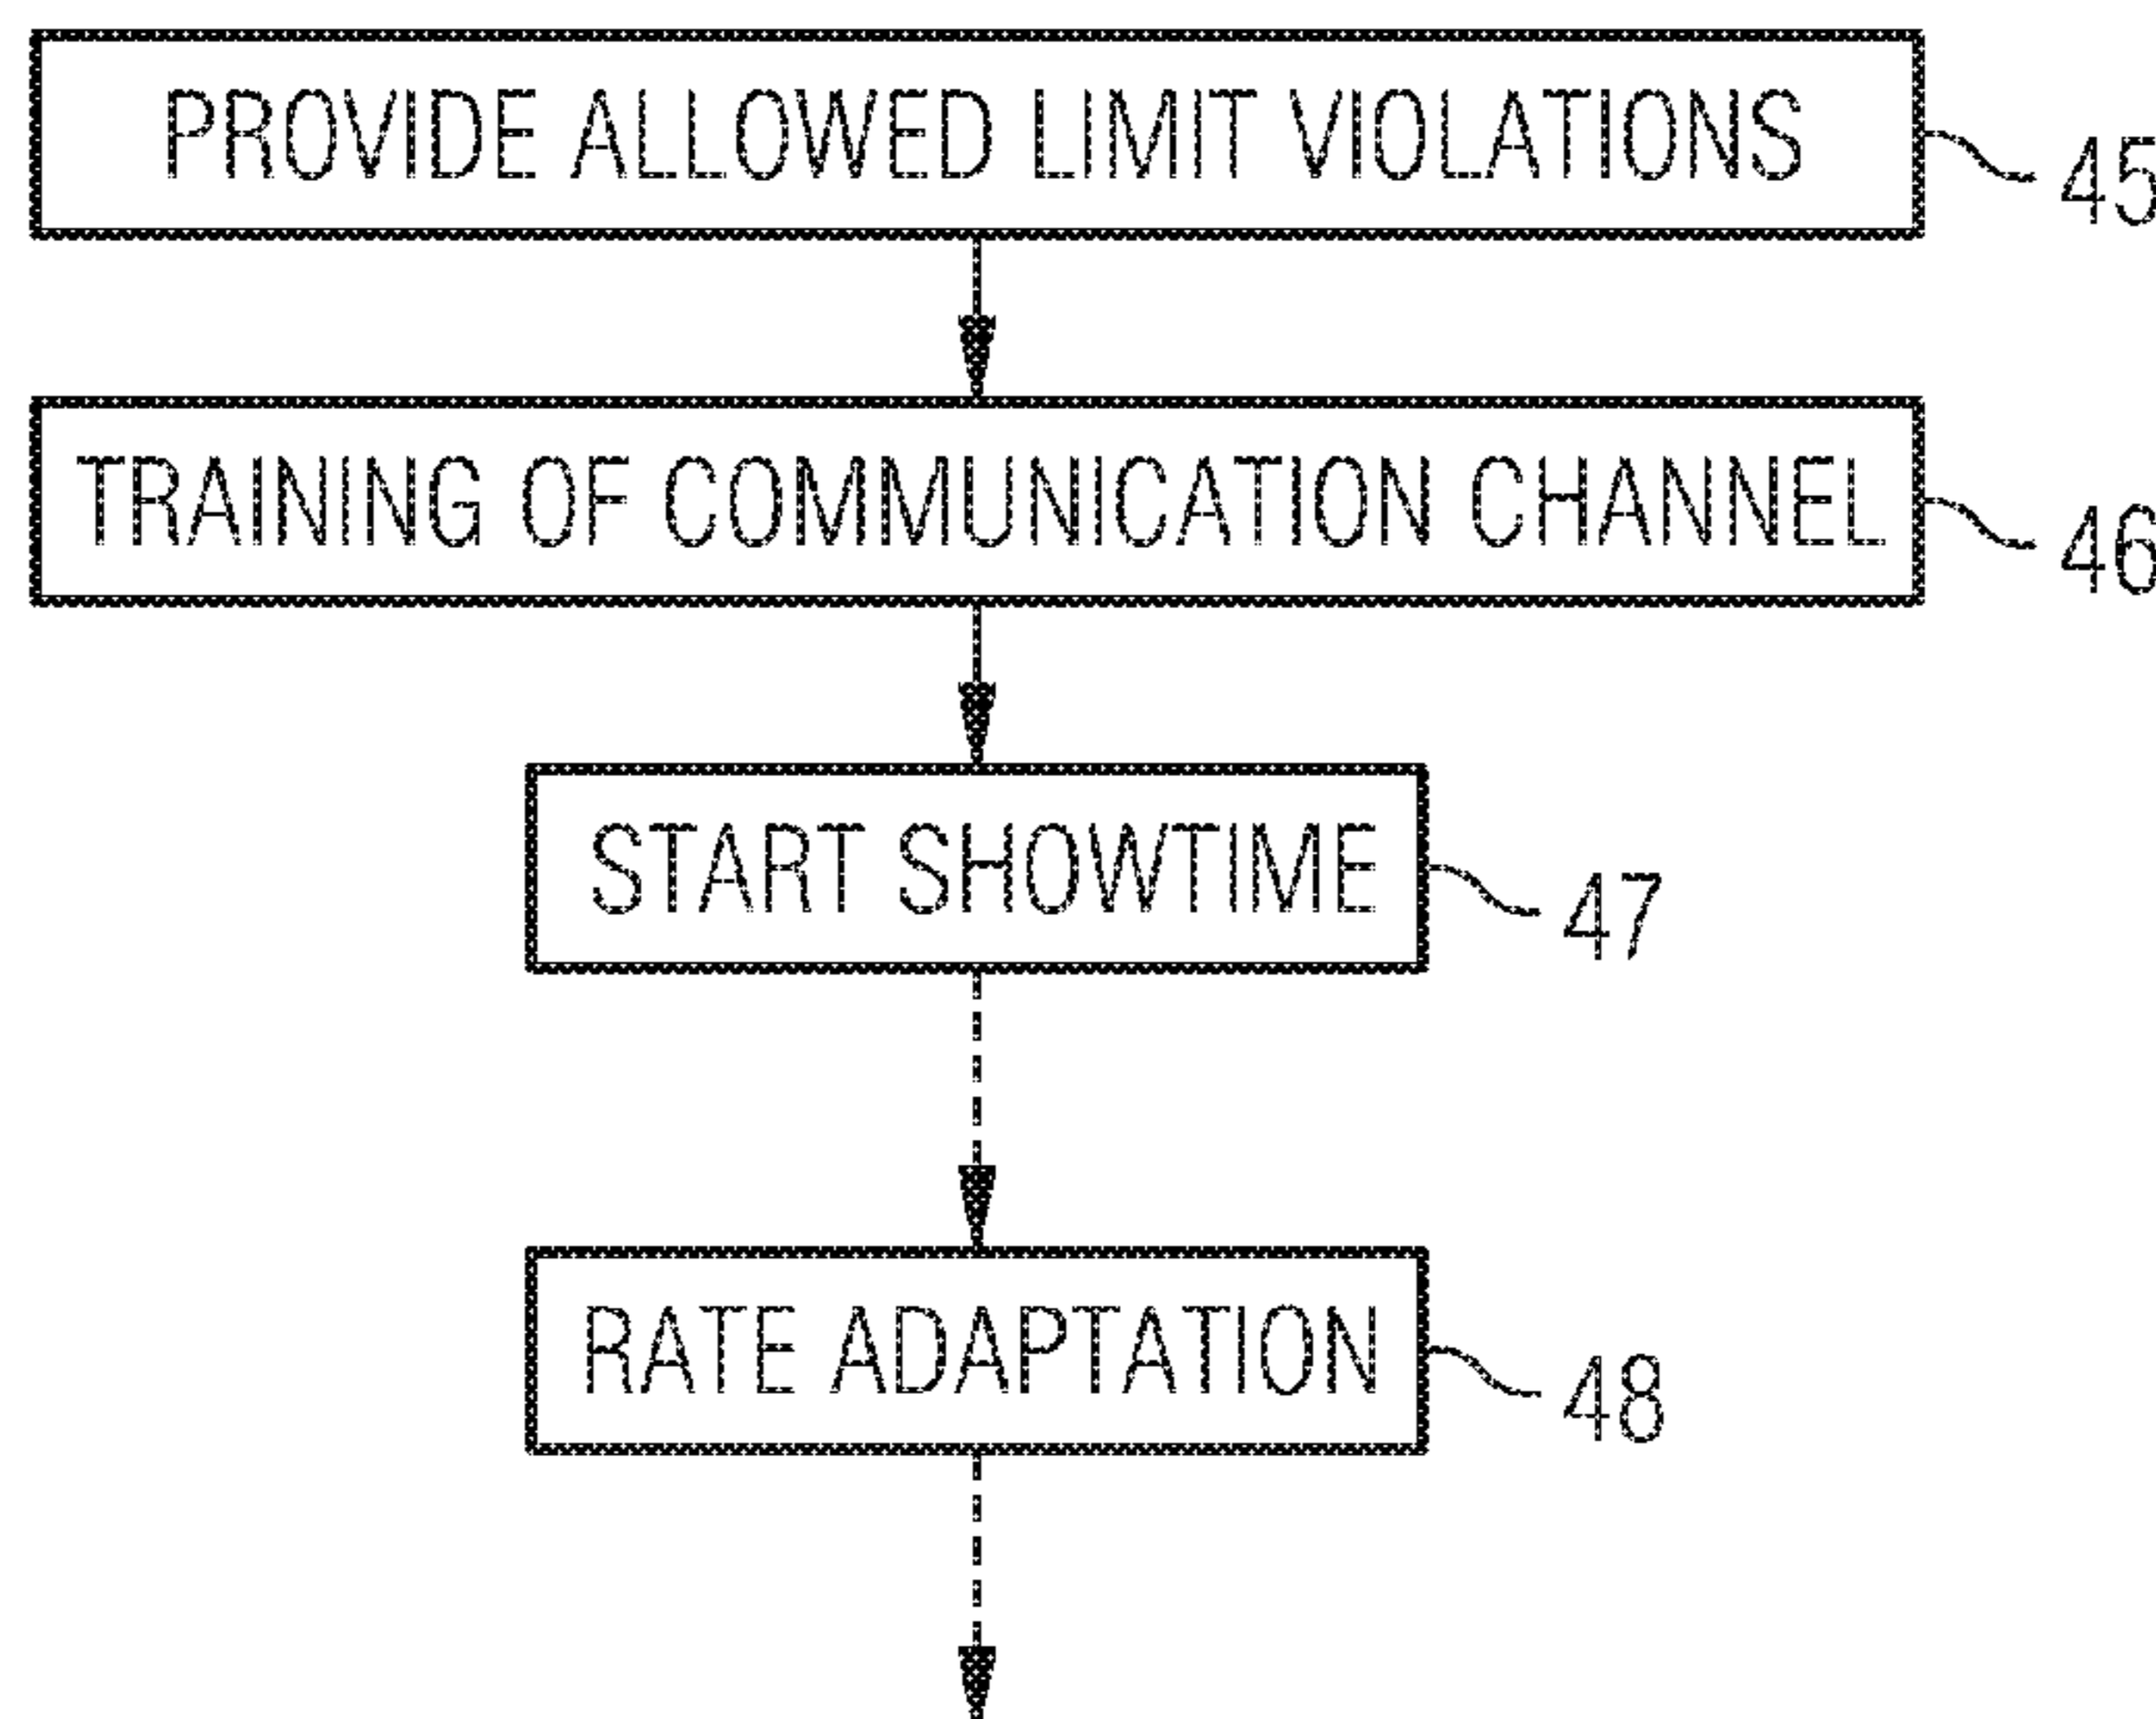 PROVIDE ALLOWED LIMIT VIOLATIONS
45
TRAINING OF COMMUNICATION CHANNEL
46
START SHOWTIME
47
RATE ADAPTATION
48